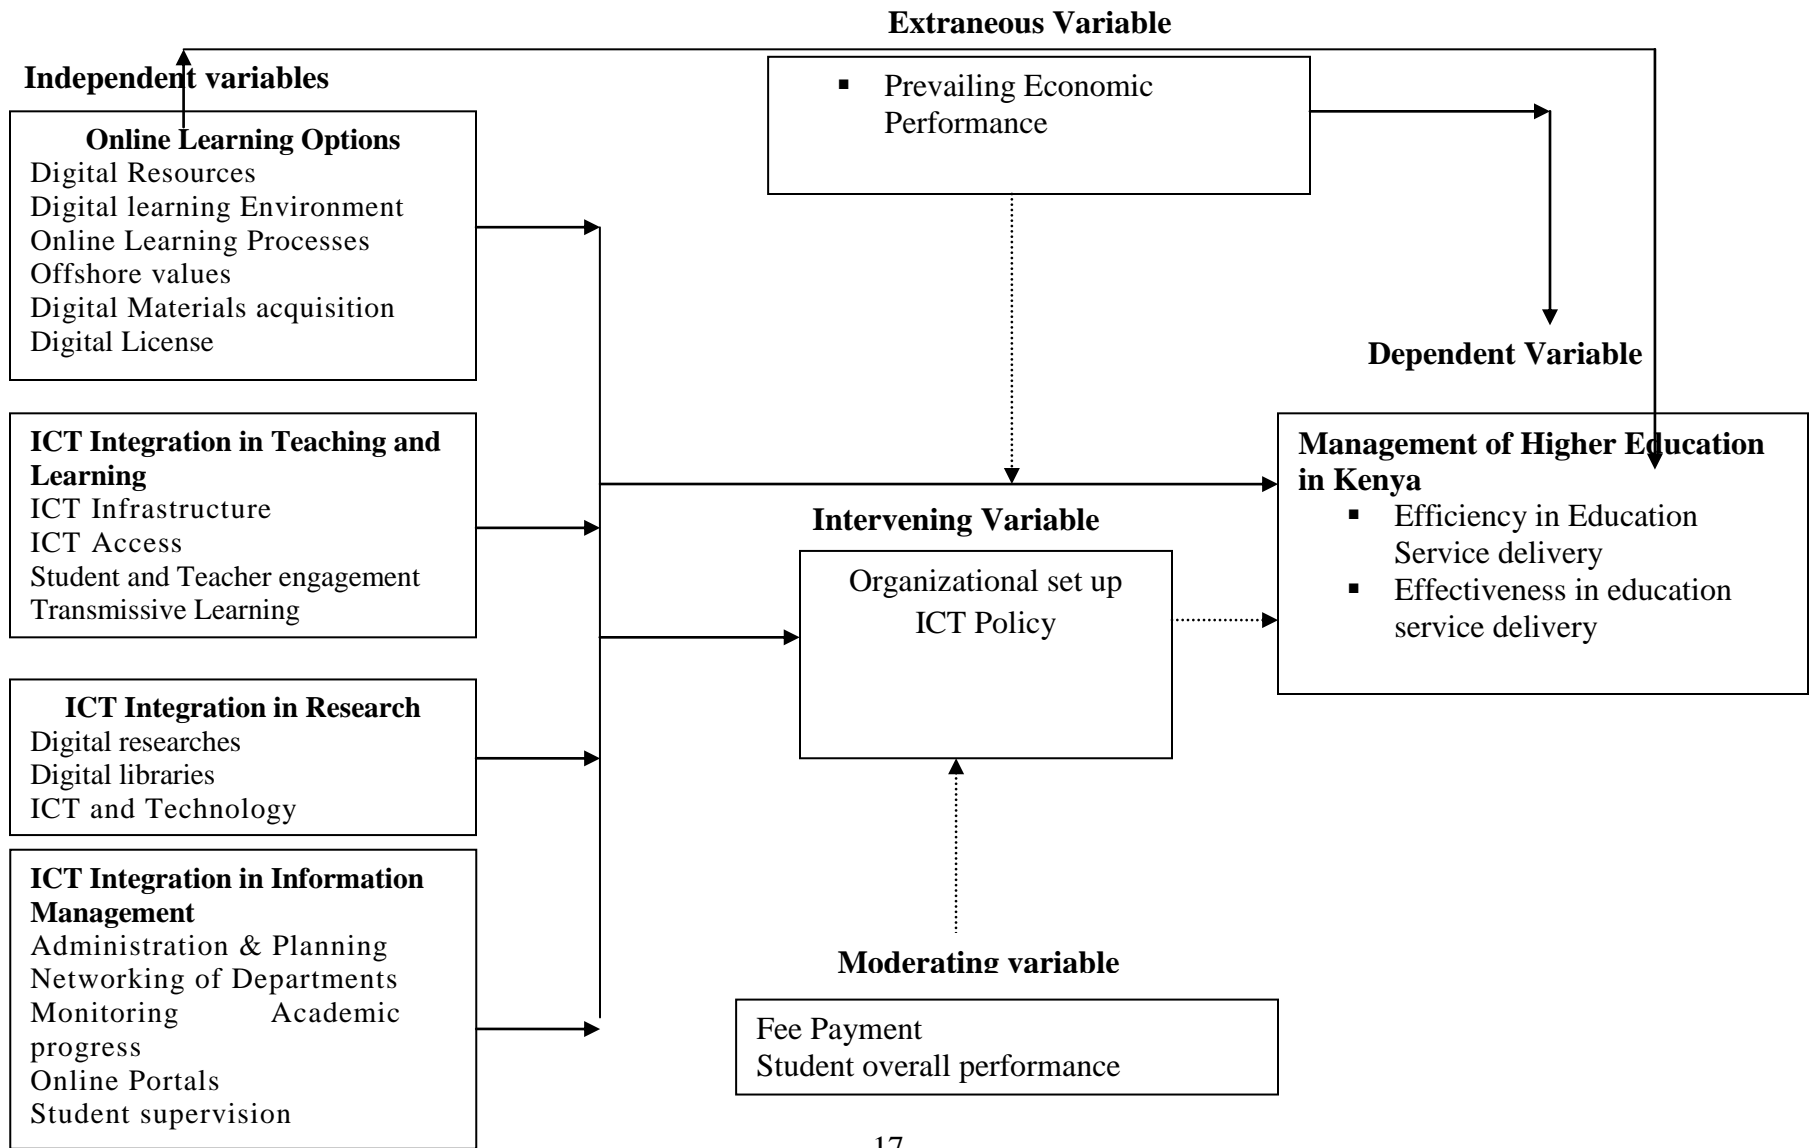 Extraneous Variable
Independent variables
▪ Prevailing Economic
Performance
Online Learning Options
Digital Resources
Digital learning Environment
Online Learning Processes
Offshore values
Digital Materials acquisition
Digital License
Dependent Variable
ICT Integration in Teaching and
Learning
ICT Infrastructure
ICT Access
Student and Teacher engagement
Transmissive Learning
Management of Higher Education
in Kenya
▪ Efficiency in Education
Service delivery
▪ Effectiveness in education
service delivery
Intervening Variable
Organizational set up
ICT Policy
ICT Integration in Research
Digital researches
Digital libraries
ICT and Technology
ICT Integration in Information
Management
Administration & Planning
Networking of Departments
Monitoring Academic
progress
Online Portals
Student supervision
Moderating variable
Fee Payment
Student overall performance
17